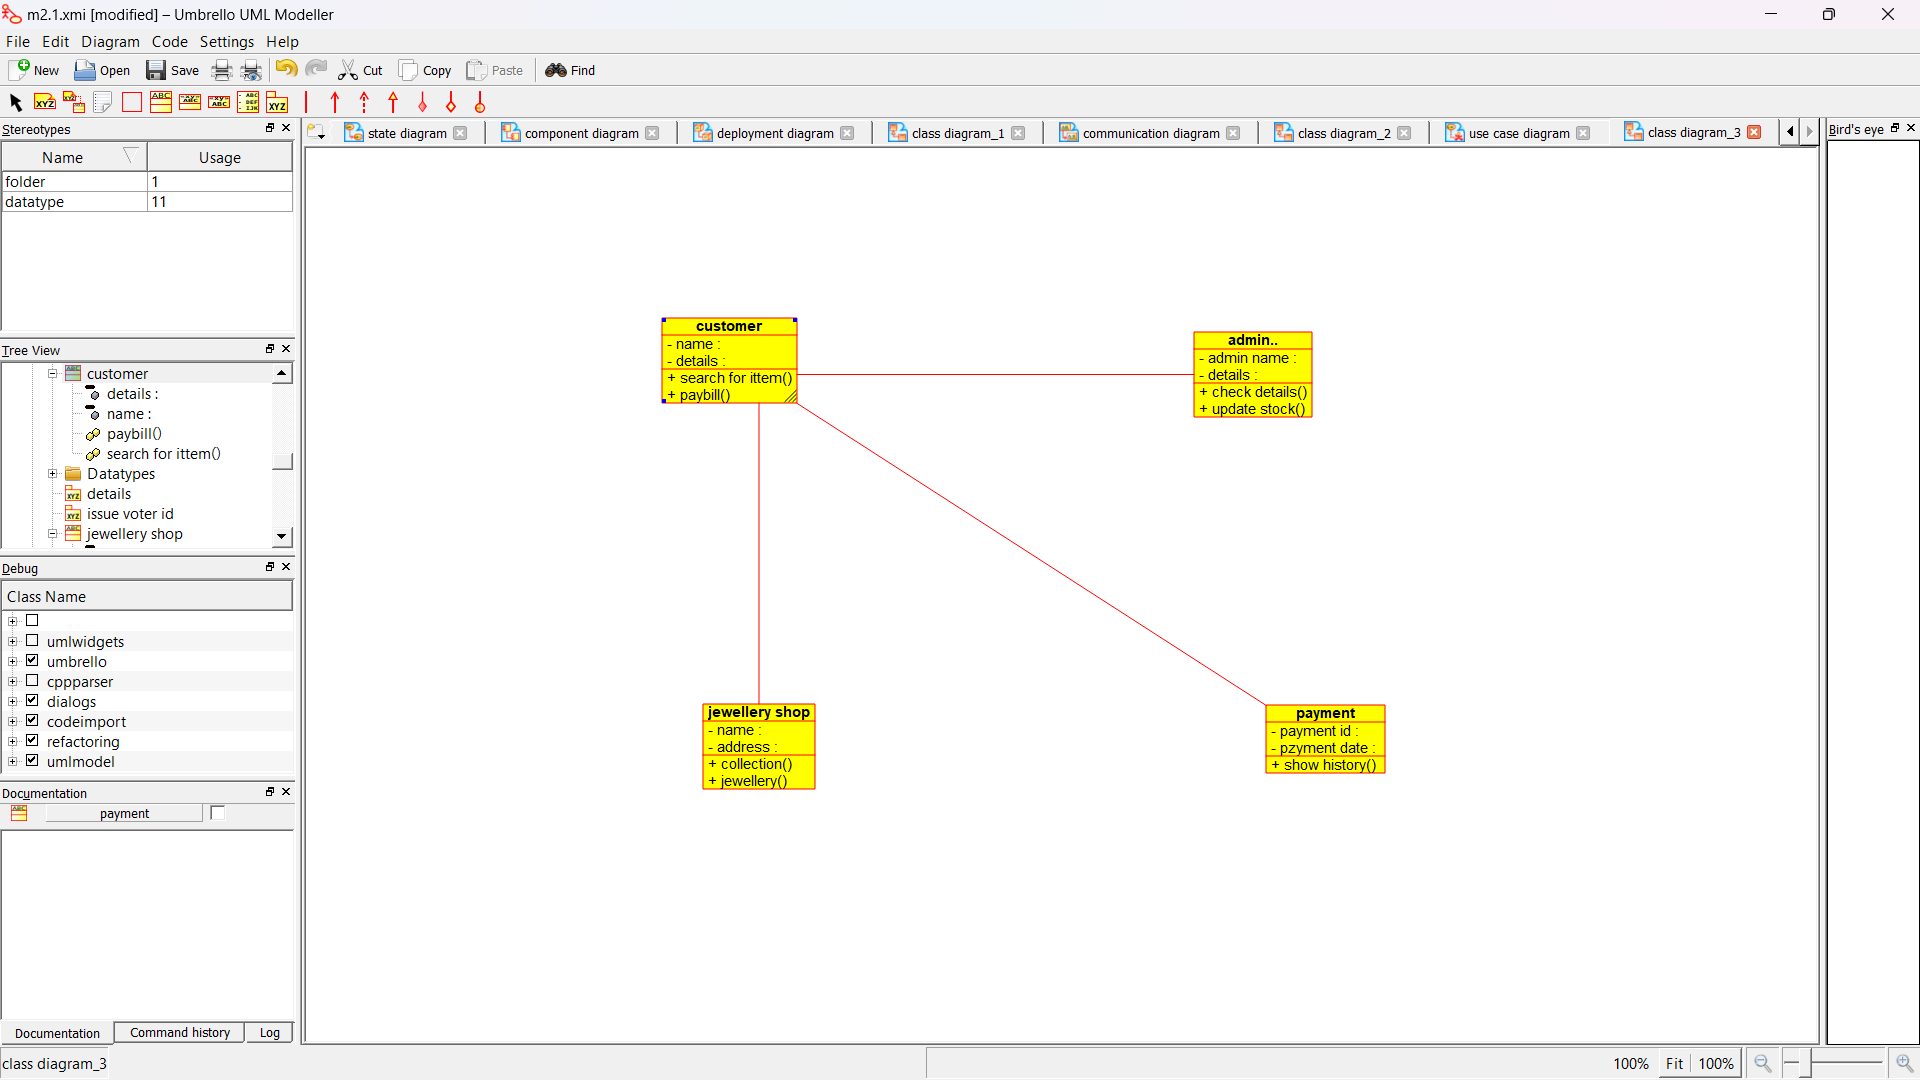 m2.1.xmi [modified] – Umbrello UML Modeller
File Edit Diagram Code Settings Help
New Open Save Cut Copy Paste Find
Stereotypes
Name Usage
folder 1
datatype 11
Tree View
customer
details :
name :
paybill()
search for ittem()
Datatypes
details
issue voter id
jewellery shop
Debug
Class Name
umlwidgets
umbrello
cppparser
dialogs
codeimport
refactoring
umlmodel
Documentation
payment
Documentation Command history Log
class diagram_3
state diagram component diagram deployment diagram class diagram_1 communication diagram class diagram_2 use case diagram class diagram_3
customer
- name :
- details :
+ search for ittem()
+ paybill()
admin..
- admin name :
- details :
+ check details()
+ update stock()
jewellery shop
- name :
- address :
+ collection()
+ jewellery()
payment
- payment id :
- pzyment date :
+ show history()
Bird's eye
100% Fit 100%